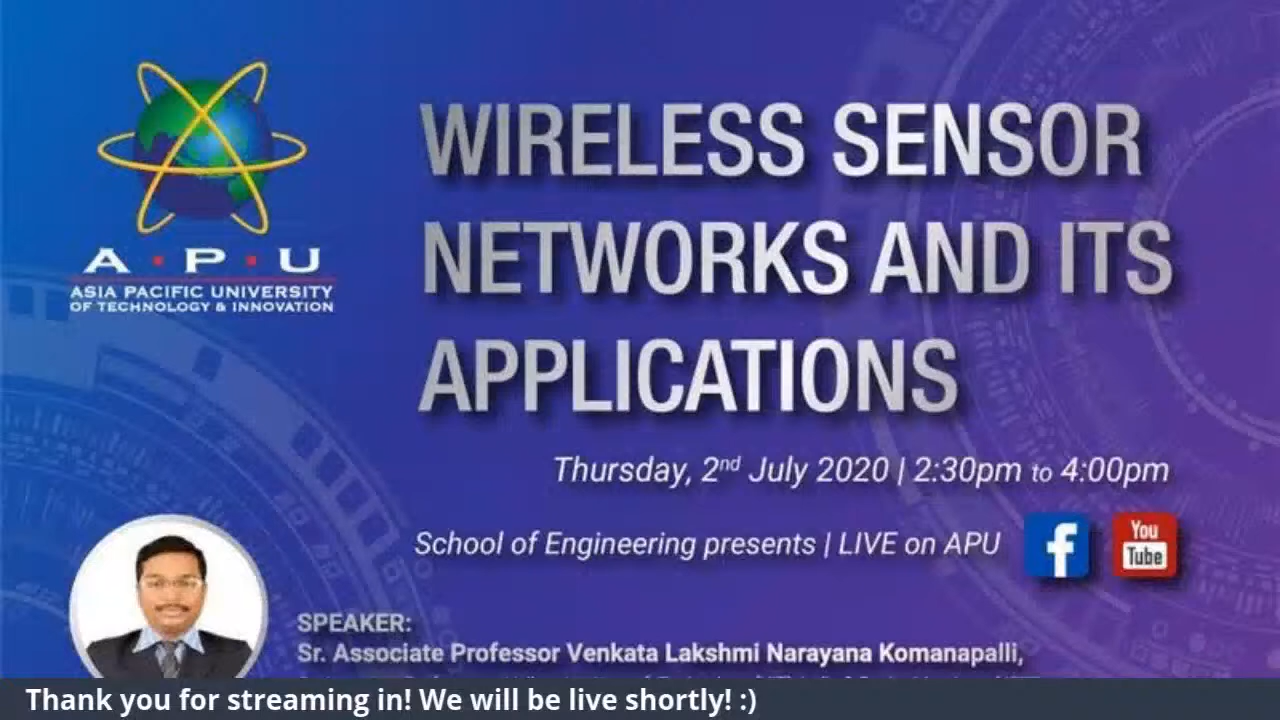 A·P·U
ASIA PACIFIC UNIVERSITY
OF TECHNOLOGY & INNOVATION
WIRELESS SENSOR
NETWORKS AND ITS
APPLICATIONS
Thursday, 2nd July 2020 | 2:30pm to 4:00pm
School of Engineering presents | LIVE on APU
f
You
Tube
SPEAKER:
Sr. Associate Professor Venkata Lakshmi Narayana Komanapalli,
Thank you for streaming in! We will be live shortly! :)